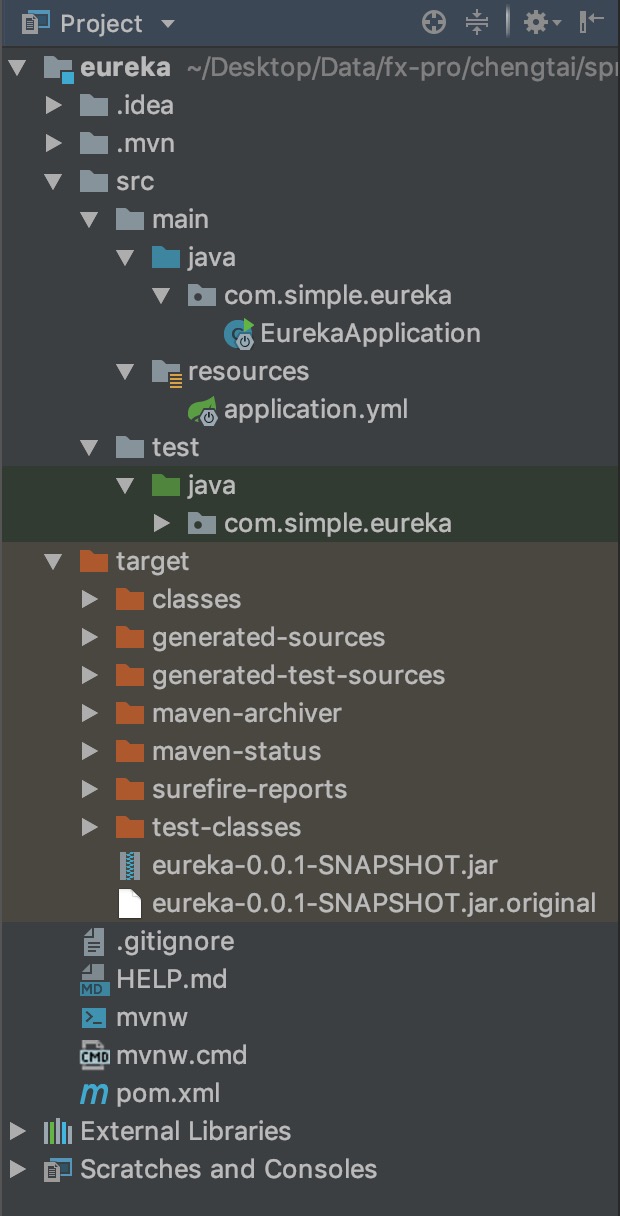 Project
eureka ~/Desktop/Data/fx-pro/chengtai/spr
.idea
.mvn
src
main
java
com.simple.eureka
EurekaApplication
resources
application.yml
test
java
com.simple.eureka
target
classes
generated-sources
generated-test-sources
maven-archiver
maven-status
surefire-reports
test-classes
eureka-0.0.1-SNAPSHOT.jar
eureka-0.0.1-SNAPSHOT.jar.original
.gitignore
MD HELP.md
mvnw
CMD mvnw.cmd
m pom.xml
External Libraries
Scratches and Consoles